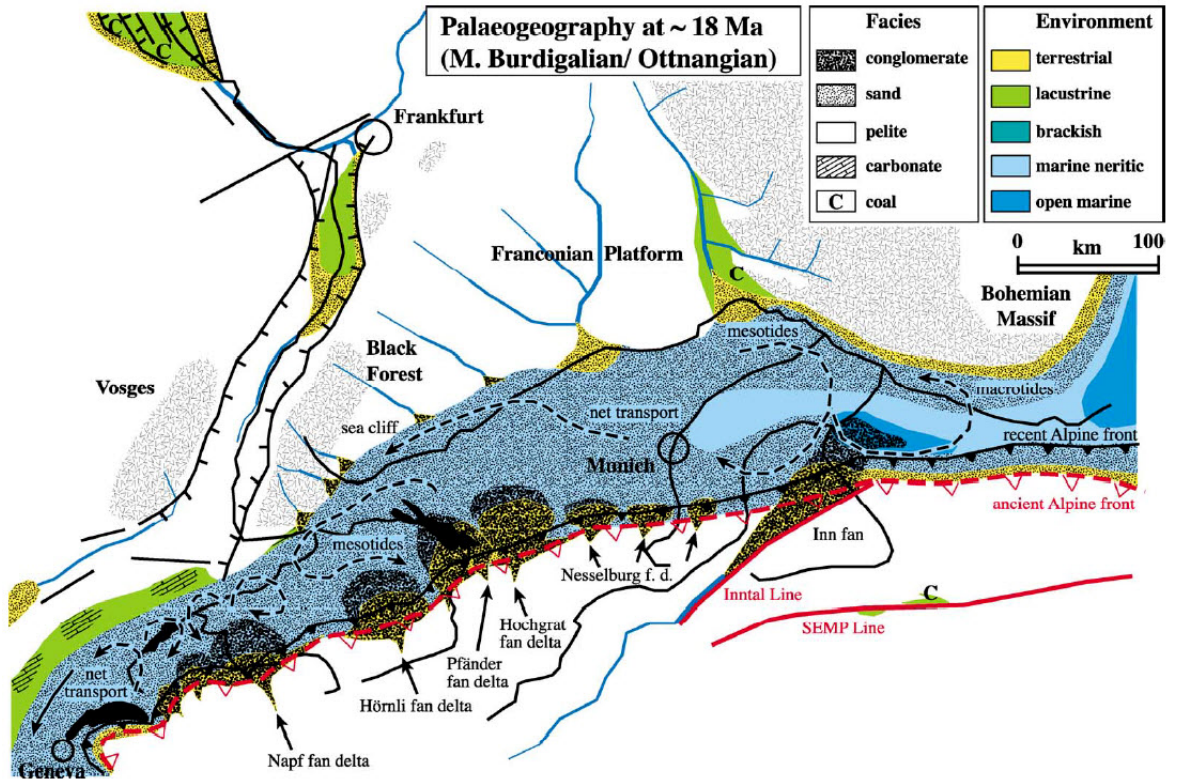 Palaeogeography at ~ 18 Ma
(M. Burdigalian/ Ottnangian)
Facies
conglomerate
sand
pelite
carbonate
C coal
Environment
terrestrial
lacustrine
brackish
marine neritic
open marine
0 100
km
C
C
Frankfurt
Franconian Platform
C
Bohemian
Massif
Vosges
Black
Forest
mesotides
macrotides
sea cliff
net transport
recent Alpine front
Munich
ancient Alpine front
mesotides
Inn fan
Nesselburg f. d.
Inntal Line
C
SEMP Line
Hochgrat
fan delta
Pfänder
fan delta
Hörnli fan delta
net
transport
Napf fan delta
Geneva